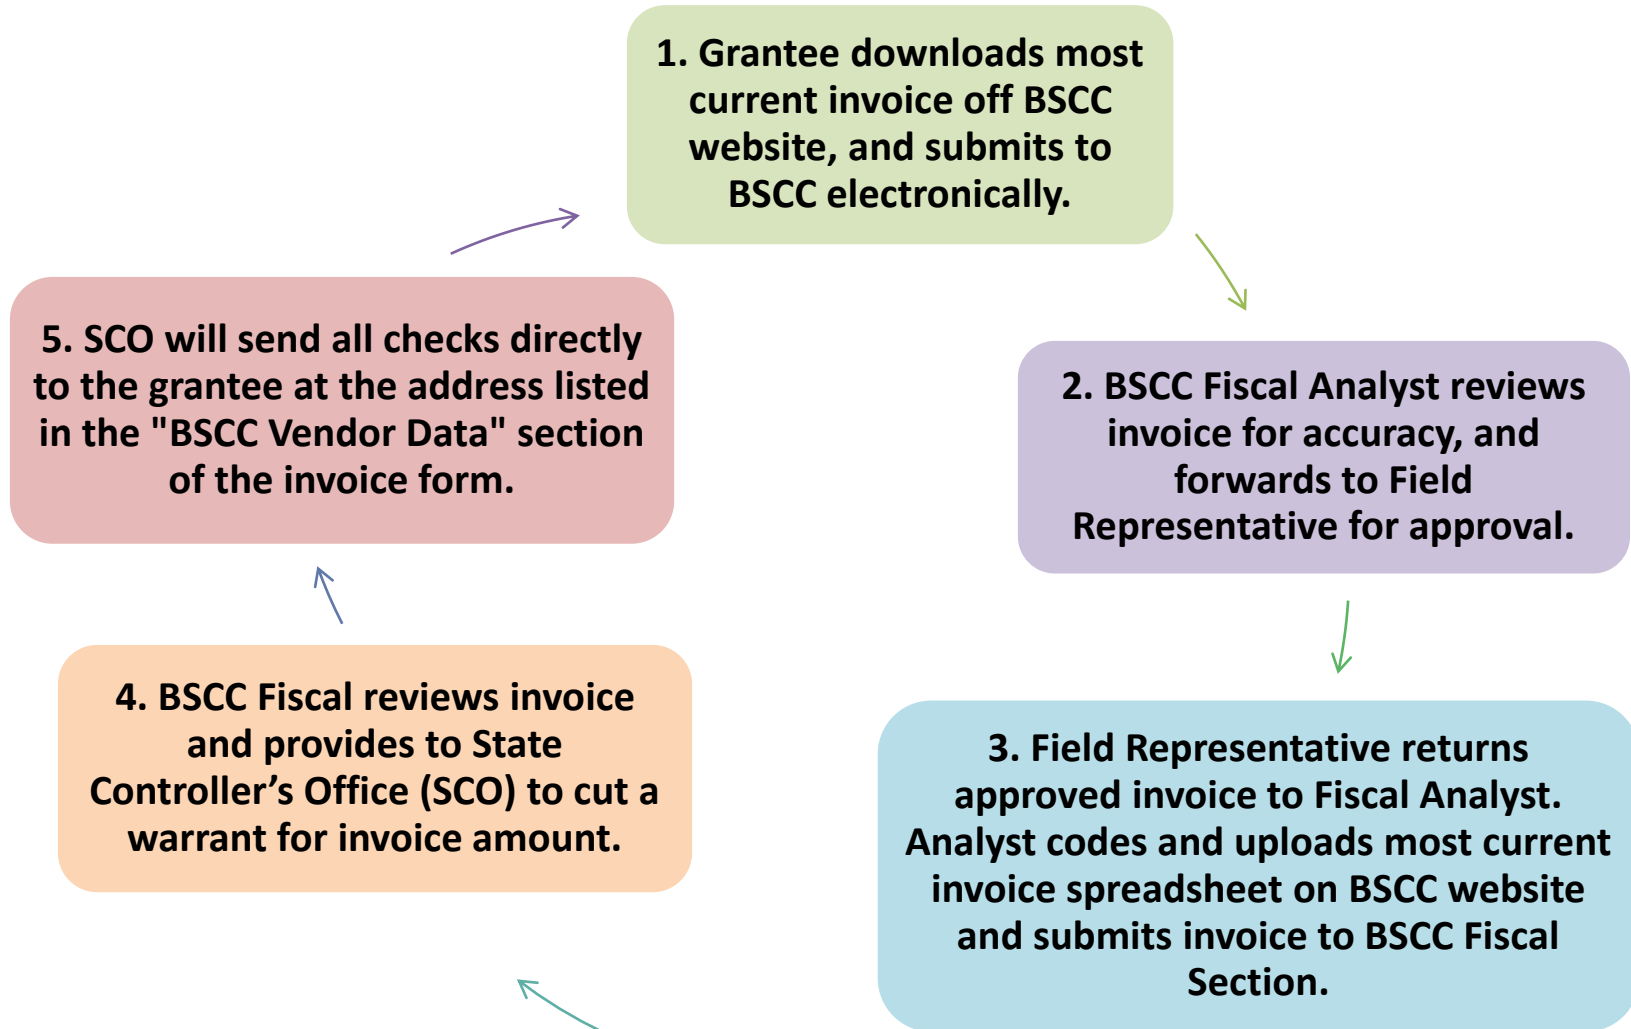 1. Grantee downloads most
current invoice off BSCC
website, and submits to
BSCC electronically.
2. BSCC Fiscal Analyst reviews
invoice for accuracy, and
forwards to Field
Representative for approval.
3. Field Representative returns
approved invoice to Fiscal Analyst.
Analyst codes and uploads most current
invoice spreadsheet on BSCC website
and submits invoice to BSCC Fiscal
Section.
4. BSCC Fiscal reviews invoice
and provides to State
Controller’s Office (SCO) to cut a
warrant for invoice amount.
5. SCO will send all checks directly
to the grantee at the address listed
in the "BSCC Vendor Data" section
of the invoice form.